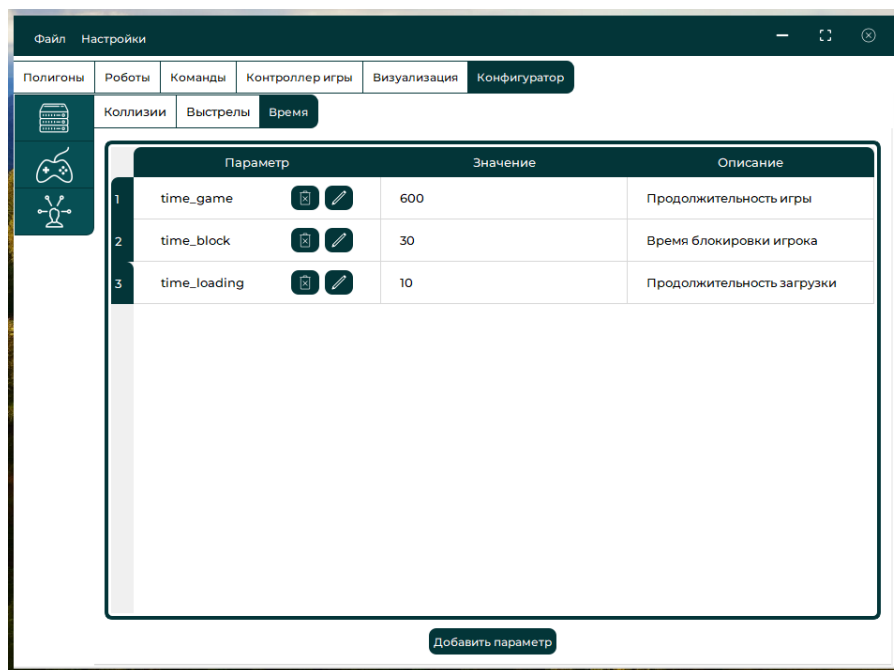 Файл Настройки
Полигоны Роботы Команды Контроллер игры Визуализация Конфигуратор
Коллизии Выстрелы Время
Параметр Значение Описание
1 time_game 600 Продолжительность игры
2 time_block 30 Время блокировки игрока
3 time_loading 10 Продолжительность загрузки
Добавить параметр